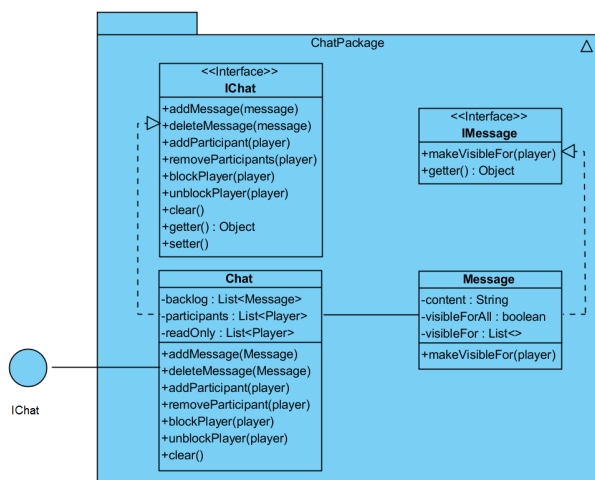 ChatPackage
<<Interface>>
IChat
+addMessage(message)
+deleteMessage(message)
+addParticipant(player)
+removeParticipants(player)
+blockPlayer(player)
+unblockPlayer(player)
+clear()
+getter() : Object
+setter()
<<Interface>>
IMessage
+makeVisibleFor(player)
+getter() : Object
Chat
-backlog : List<Message>
-participants : List<Player>
-readOnly : List<Player>
+addMessage(Message)
+deleteMessage(Message)
+addParticipant(player)
+removeParticipant(player)
+blockPlayer(player)
+unblockPlayer(player)
+clear()
Message
-content : String
-visibleForAll : boolean
-visibleFor : List<>
+makeVisibleFor(player)
IChat